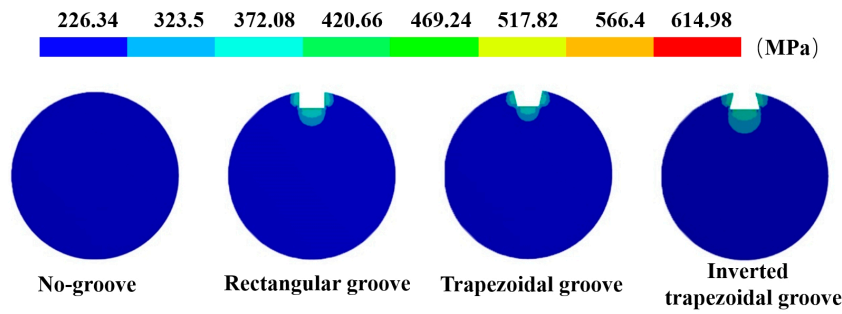 226.34 323.5 372.08 420.66 469.24 517.82 566.4 614.98
（MPa）
No-groove
Rectangular groove
Trapezoidal groove
Inverted
trapezoidal groove